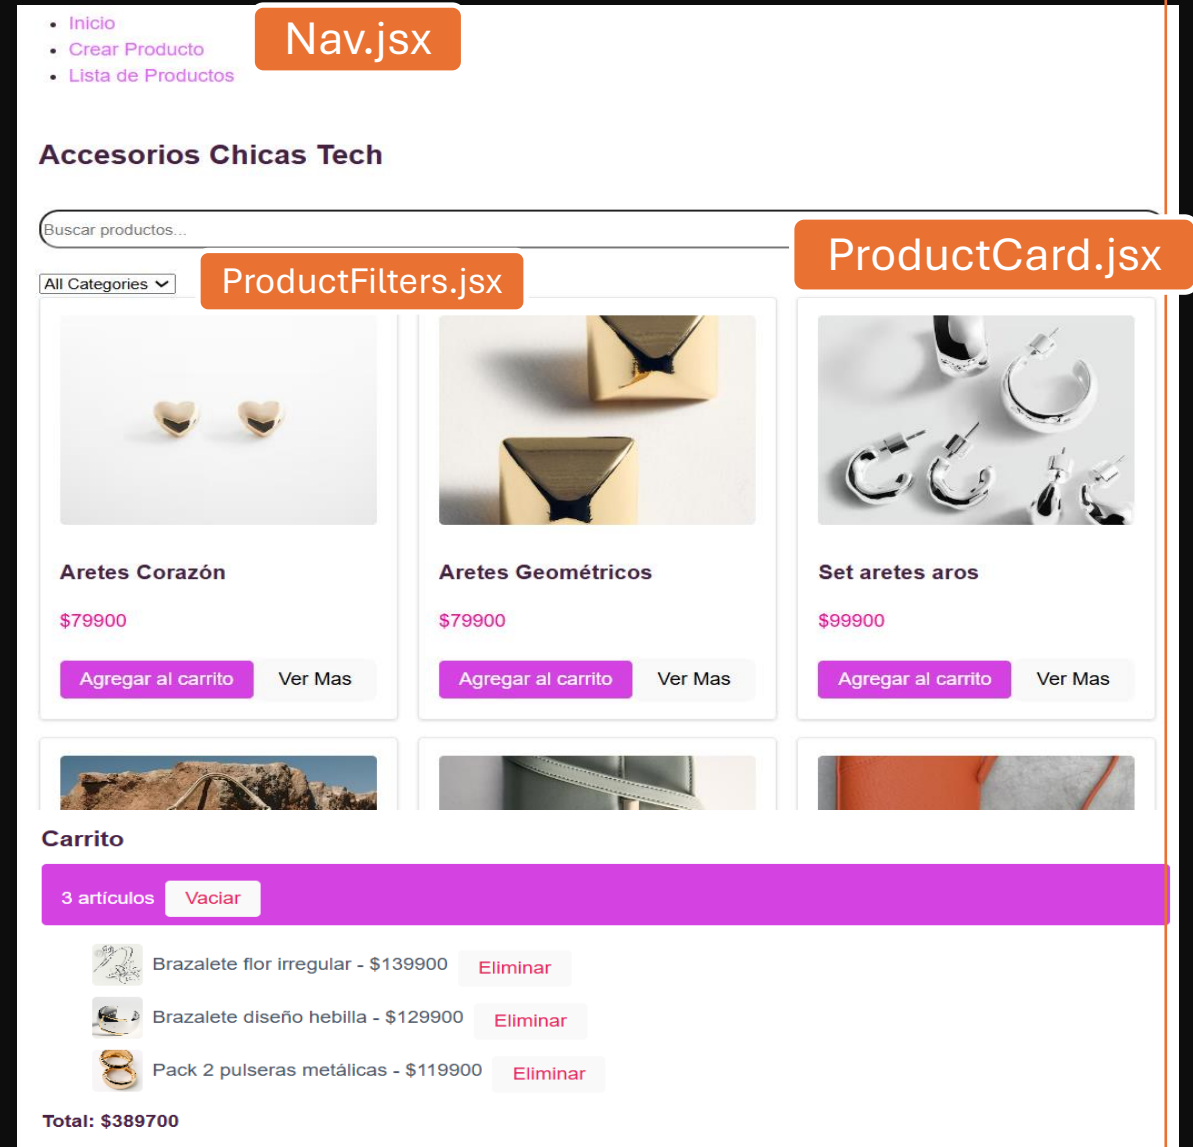 Inicio
Crear Producto
Lista de Productos
Nav.jsx
Accesorios Chicas Tech
Buscar productos...
ProductCard.jsx
All Categories
ProductFilters.jsx
Aretes Corazón
Aretes Geométricos
Set aretes aros
$79900
$79900
$99900
Agregar al carrito
Ver Mas
Agregar al carrito
Ver Mas
Agregar al carrito
Ver Mas
Carrito
3 artículos
Vaciar
Brazalete flor irregular - $139900
Eliminar
Brazalete diseño hebilla - $129900
Eliminar
Pack 2 pulseras metálicas - $119900
Eliminar
Total: $389700